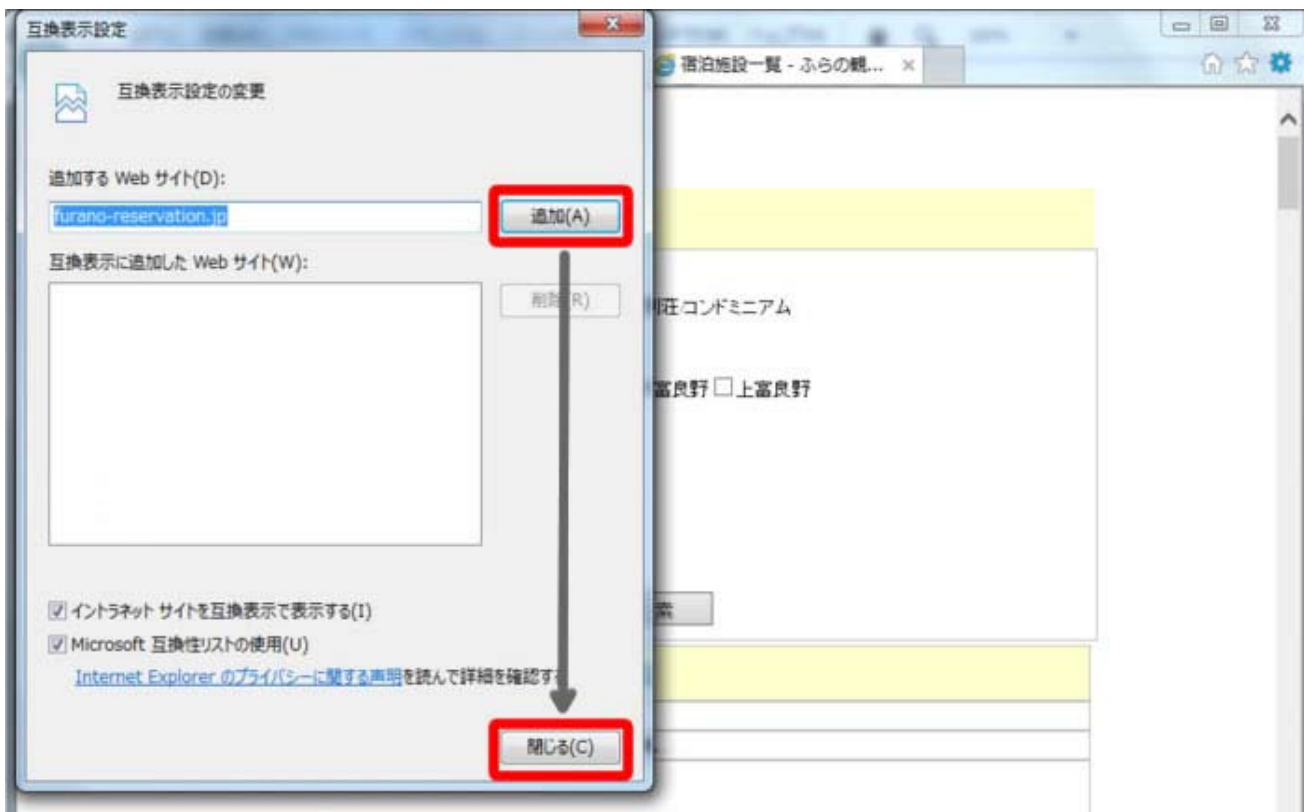 互換表示設定
宿泊施設一覧 - ふらの観...
互換表示設定の変更
追加する Web サイト(D):
furano-reservation.jp
追加(A)
互換表示に追加した Web サイト(W):
削除(R)
荘/コンドミニアム
富良野 □上富良野
索
イントラネット サイトを互換表示で表示する(I)
Microsoft 互換性リストの使用(U)
Internet Explorer のプライバシーに関する声明を読んで詳細を確認す
閉じる(C)